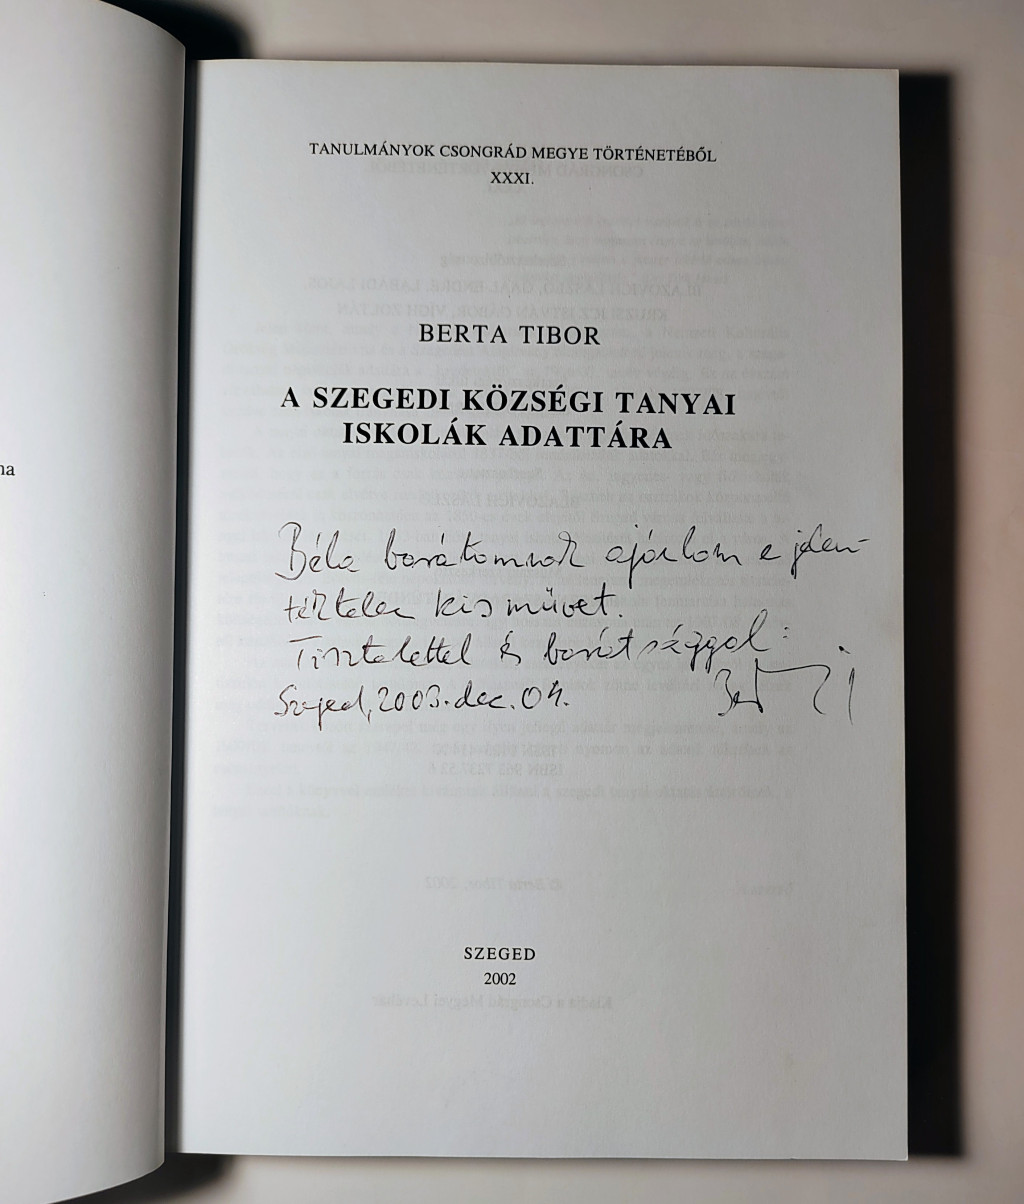 TANULMÁNYOK CSONGRÁD MEGYE TÖRTÉNETÉBŐL
XXXI.
BERTA TIBOR
A SZEGEDI KÖZSÉGI TANYAI
ISKOLÁK ADATTÁRA
Béla barátomnak ajánlom e jelen-
téktelen kis művet.
Tisztelettel és barátsággal:
Szeged, 2003. dec. 04.
SZEGED
2002